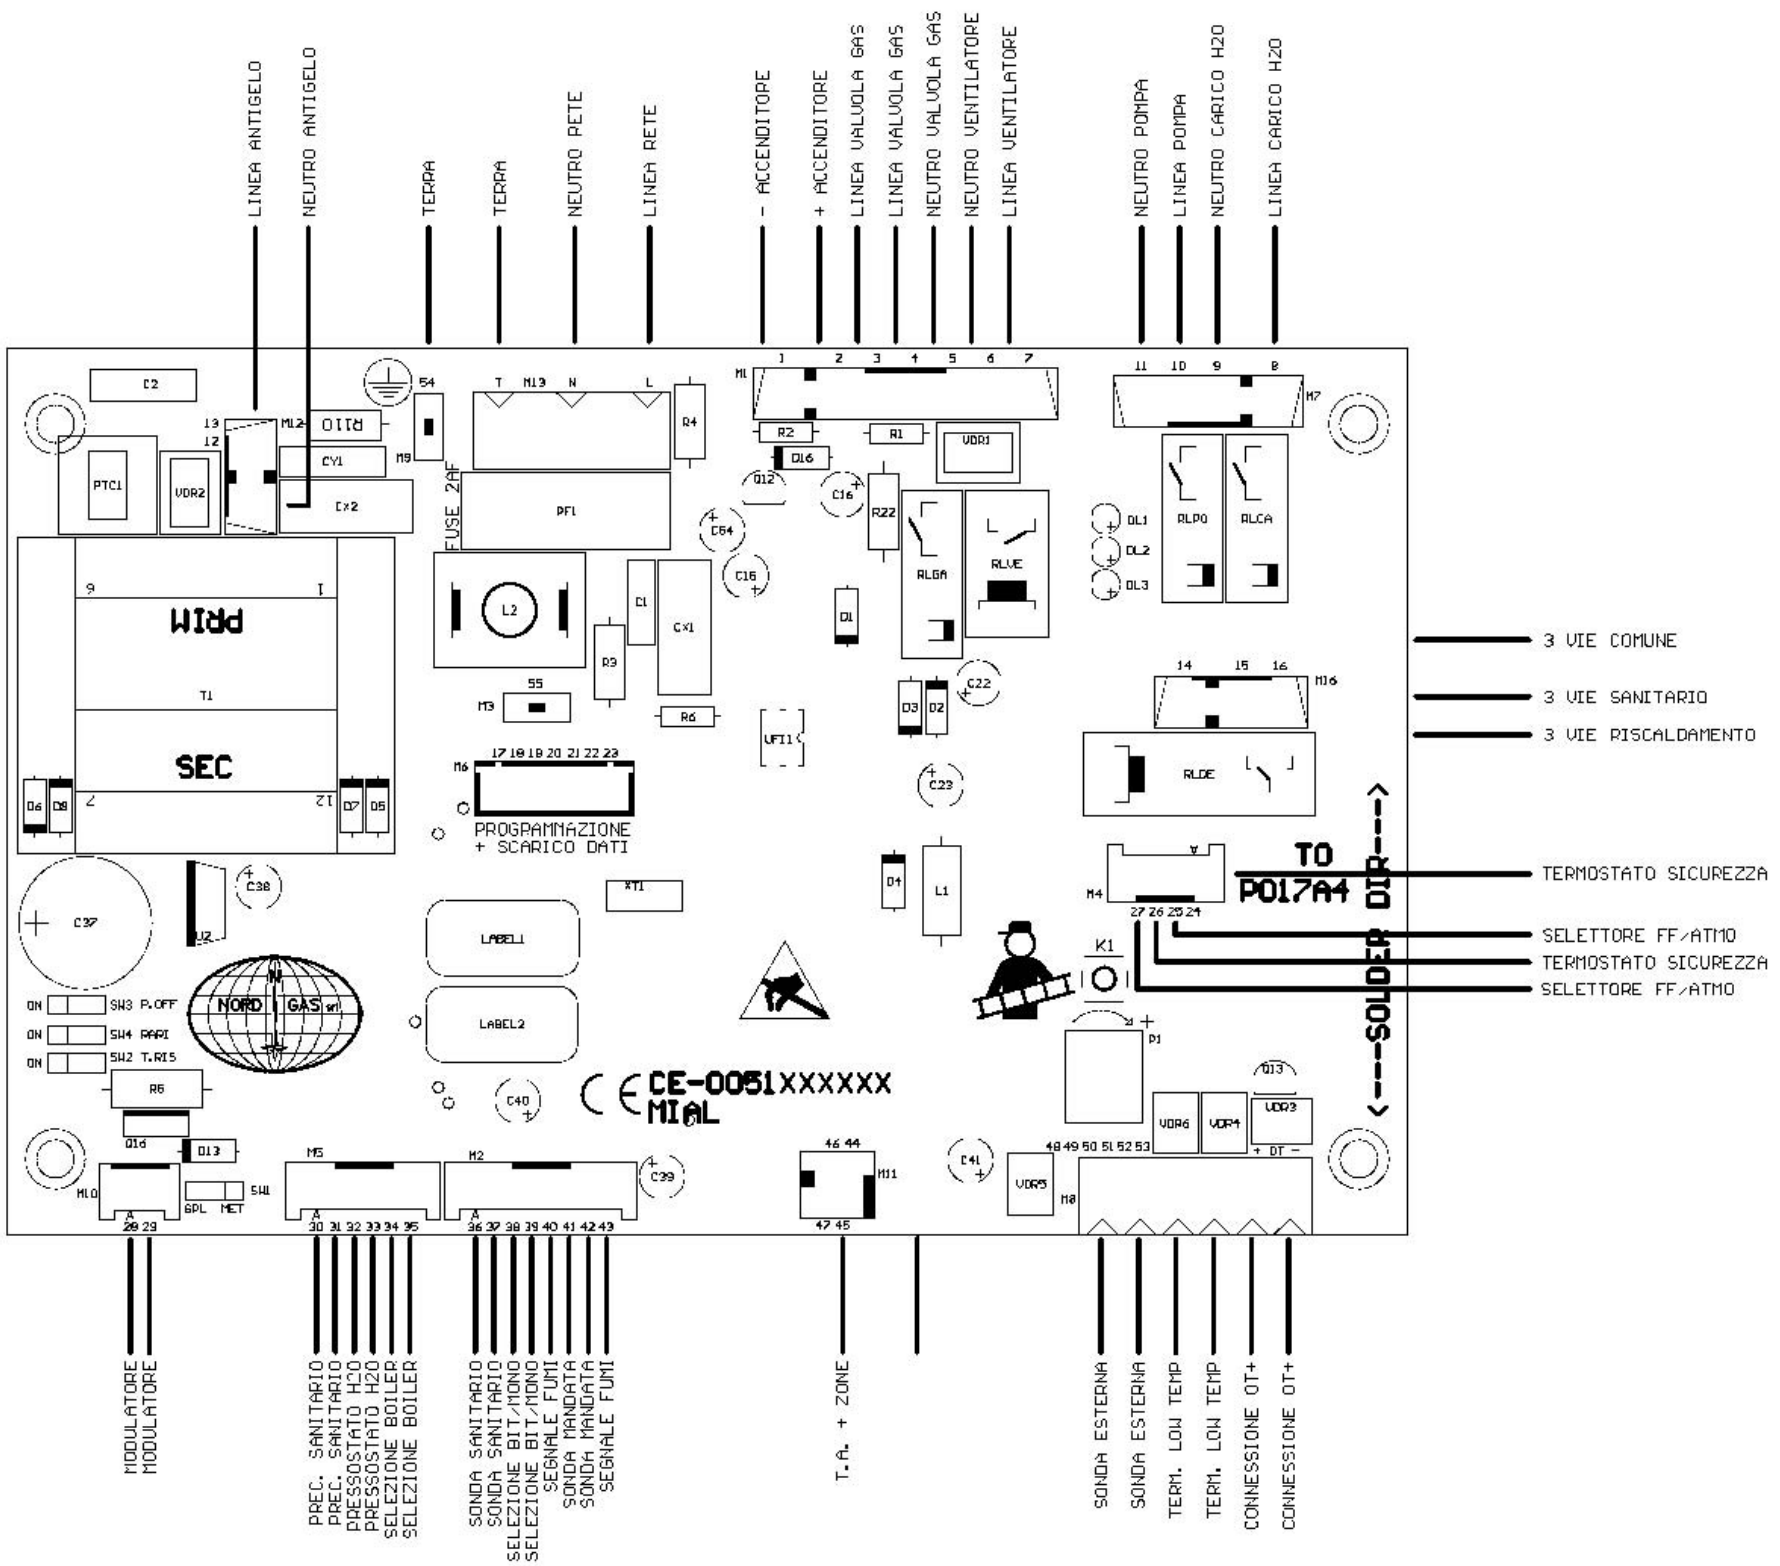 LINEA ANTIGELO
NEUTRO ANTIGELO
TERRA
TERRA
NEUTRO RETE
LINEA RETE
- ACCENDITORE
+ ACCENDITORE
LINEA VALVOLA GAS
LINEA VALVOLA GAS
NEUTRO VALVOLA GAS
NEUTRO VENTILATORE
LINEA VENTILATORE
NEUTRO POMPA
LINEA POMPA
NEUTRO CARICO H2O
LINEA CARICO H2O
C2
13
12
M12
R110
54
M9
T M13 N L
R4
M1
1 2 3 4 5 6 7
11 10 9 8
M7
PTC1
VDR2
CY1
CX2
FUSE 2AF
PF1
R2
R1
D16
VDR1
Q12
C16
R22
C64
C16
RLGA
RLVE
DL1
DL2
DL3
RLPO
RLCA
6 1
PRIM
T1
SEC
7 12
D6
D8
D7
D5
L2
C1
CX1
R3
55
M3
R6
D1
UFI1
D3
D2
C22
C23
14 15 16
M16
RLDE
3 VIE COMUNE
3 VIE SANITARIO
3 VIE RISCALDAMENTO
M6
17 18 19 20 21 22 23
PROGRAMMAZIONE
+ SCARICO DATI
C37
U2
C38
XT1
LABEL1
LABEL2
D4
L1
A
M4
27 26 25 24
TO
P017A4
<----SOLDER DIR---->
TERMOSTATO SICUREZZA
SELETTORE FF/ATMO
TERMOSTATO SICUREZZA
SELETTORE FF/ATMO
K1
P1
ON SW3 P.OFF
ON SW4 RAPI
ON SW2 T.RIS
N
NORD GAS srl
R5
Q16
D13
C40
CE CE-0051XXXXXX
MIAL
Q13
VDR6
VDR4
VDR3
+ OT -
M10
A
28 29
GPL MET
SW1
M5
A
30 31 32 33 34 35
M2
A
36 37 38 39 40 41 42 43
C39
46 44
M11
47 45
C41
VDR5
48 49 50 51 52 53
M8
MODULATORE
MODULATORE
PREC. SANITARIO
PREC. SANITARIO
PRESSOSTATO H2O
PRESSOSTATO H2O
SELEZIONE BOILER
SELEZIONE BOILER
SONDA SANITARIO
SONDA SANITARIO
SELEZIONE BIT/MONO
SELEZIONE BIT/MONO
SEGNALE FUMI
SONDA MANDATA
SONDA MANDATA
SEGNALE FUMI
T.A. + ZONE
SONDA ESTERNA
SONDA ESTERNA
TERM. LOW TEMP
TERM. LOW TEMP
CONNESSIONE OT+
CONNESSIONE OT+